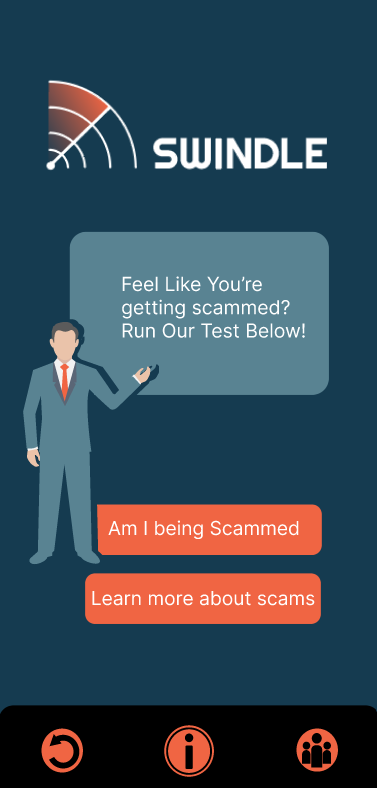 SWINDLE
Feel Like You’re
getting scammed?
Run Our Test Below!
Am I being Scammed
Learn more about scams